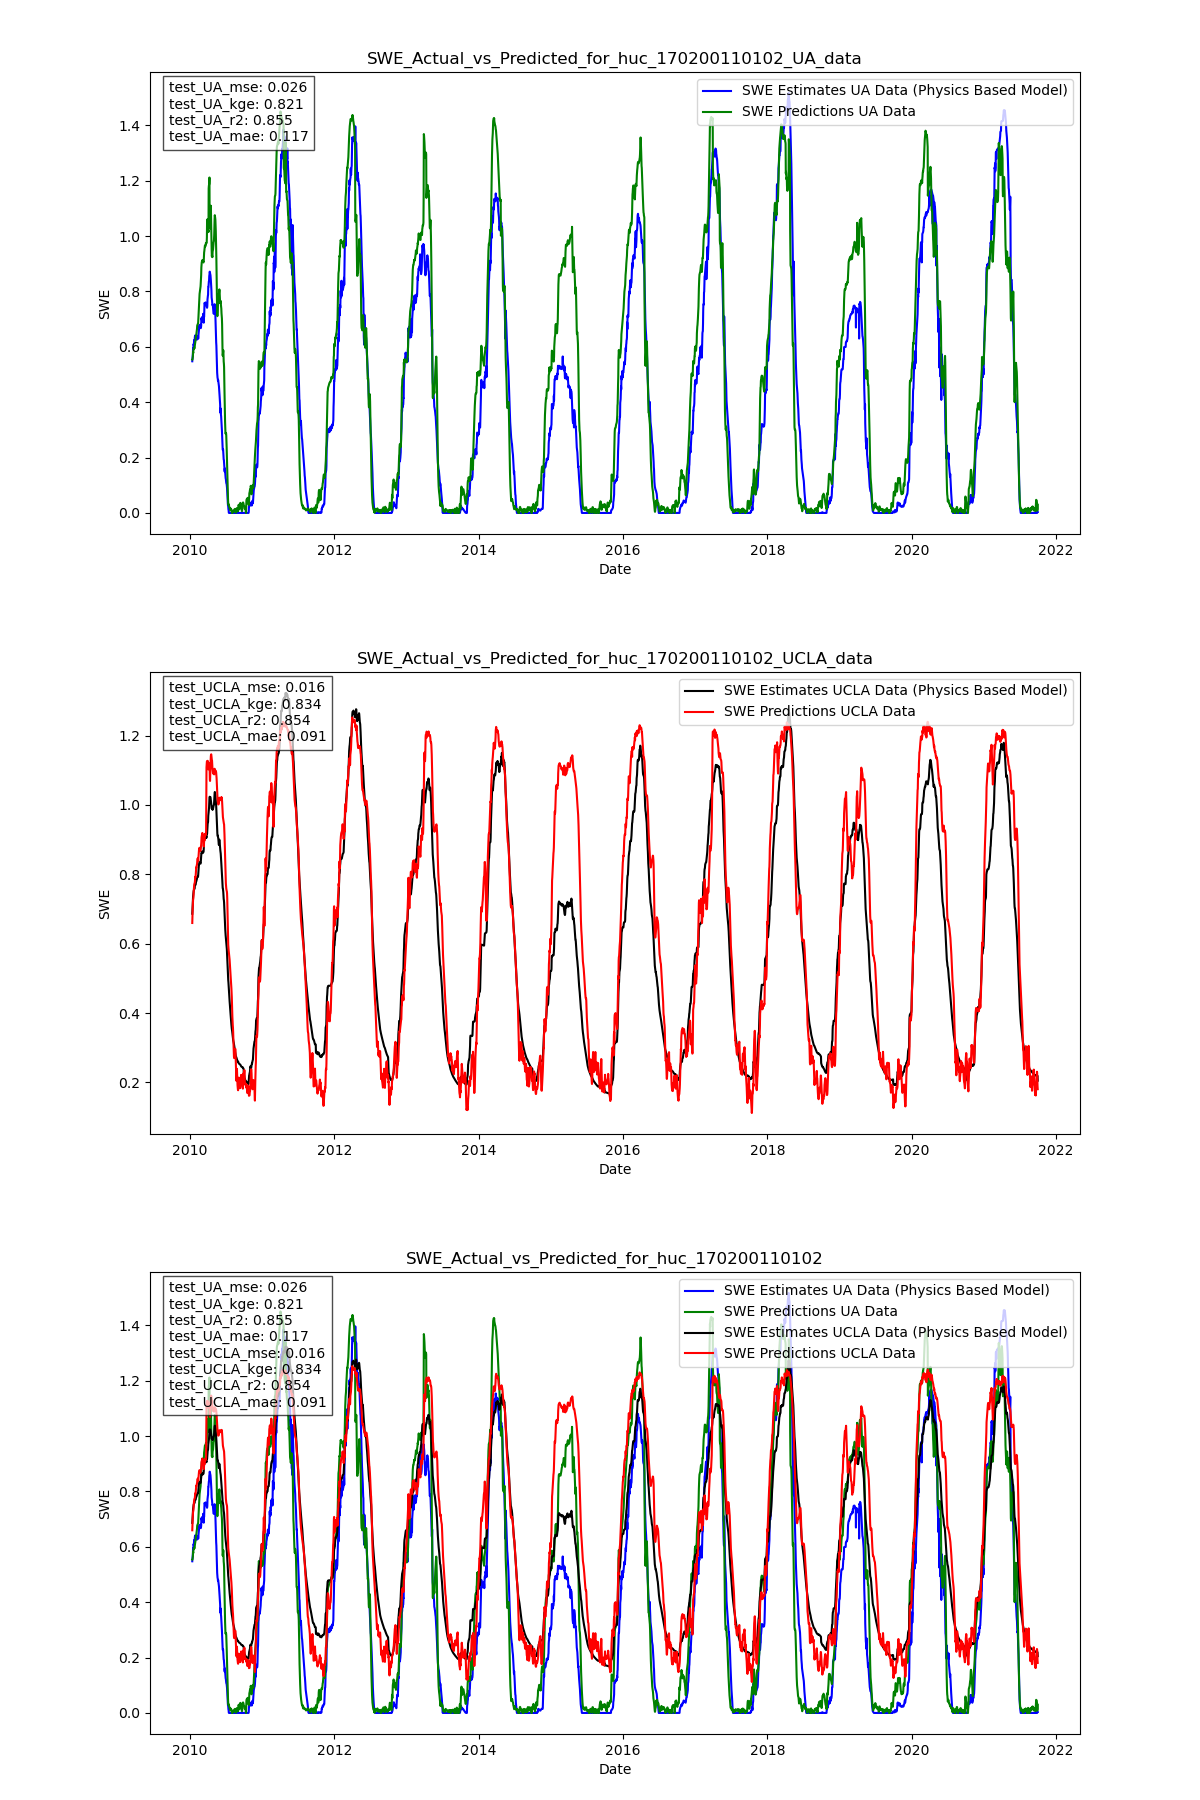 SWE_Actual_vs_Predicted_for_huc_170200110102_UA_data
test_UA_mse: 0.026
test_UA_kge: 0.821
test_UA_r2: 0.855
test_UA_mae: 0.117
SWE Estimates UA Data (Physics Based Model)
SWE Predictions UA Data
1.4
1.2
1.0
0.8
0.6
0.4
0.2
0.0
SWE
2010 2012 2014 2016 2018 2020 2022
Date
SWE_Actual_vs_Predicted_for_huc_170200110102_UCLA_data
test_UCLA_mse: 0.016
test_UCLA_kge: 0.834
test_UCLA_r2: 0.854
test_UCLA_mae: 0.091
SWE Estimates UCLA Data (Physics Based Model)
SWE Predictions UCLA Data
1.2
1.0
0.8
0.6
0.4
0.2
SWE
2010 2012 2014 2016 2018 2020 2022
Date
SWE_Actual_vs_Predicted_for_huc_170200110102
test_UA_mse: 0.026
test_UA_kge: 0.821
test_UA_r2: 0.855
test_UA_mae: 0.117
test_UCLA_mse: 0.016
test_UCLA_kge: 0.834
test_UCLA_r2: 0.854
test_UCLA_mae: 0.091
SWE Estimates UA Data (Physics Based Model)
SWE Predictions UA Data
SWE Estimates UCLA Data (Physics Based Model)
SWE Predictions UCLA Data
1.4
1.2
1.0
0.8
0.6
0.4
0.2
0.0
SWE
2010 2012 2014 2016 2018 2020 2022
Date